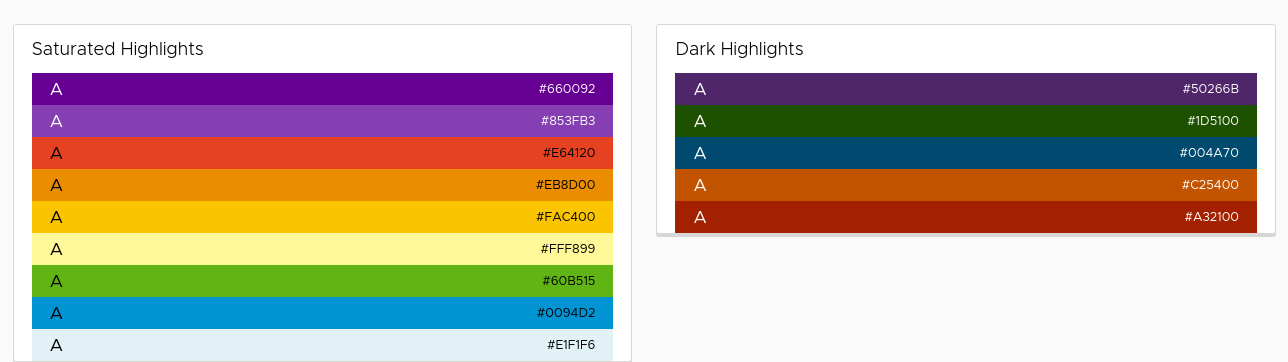 Saturated Highlights
A #660092
A #853FB3
A #E64120
A #EB8D00
A #FAC400
A #FFF899
A #60B515
A #0094D2
A #E1F1F6
Dark Highlights
A #50266B
A #1D5100
A #004A70
A #C25400
A #A32100